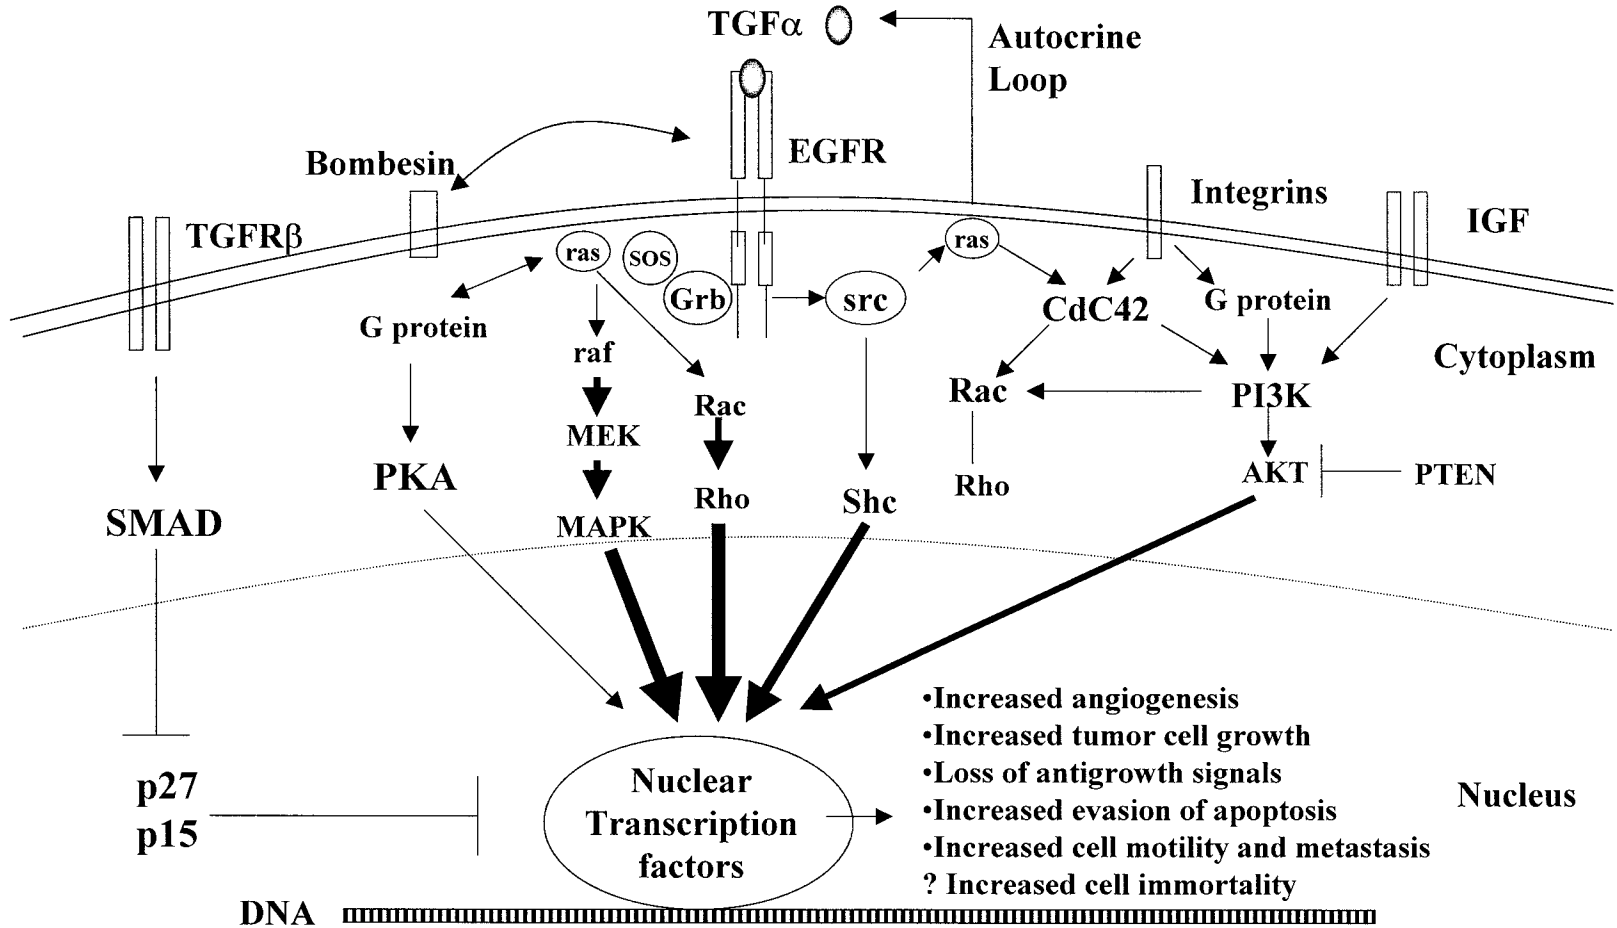 TGFα
Autocrine
Loop
Bombesin
EGFR
Integrins
IGF
TGFRβ
ras
SOS
Grb
src
ras
G protein
CdC42
G protein
Cytoplasm
raf
Rac
Rac
PI3K
MEK
PKA
Rho
Shc
Rho
AKT
PTEN
SMAD
MAPK
•Increased angiogenesis
•Increased tumor cell growth
•Loss of antigrowth signals
•Increased evasion of apoptosis
•Increased cell motility and metastasis
? Increased cell immortality
Nucleus
p27
p15
Nuclear
Transcription
factors
DNA